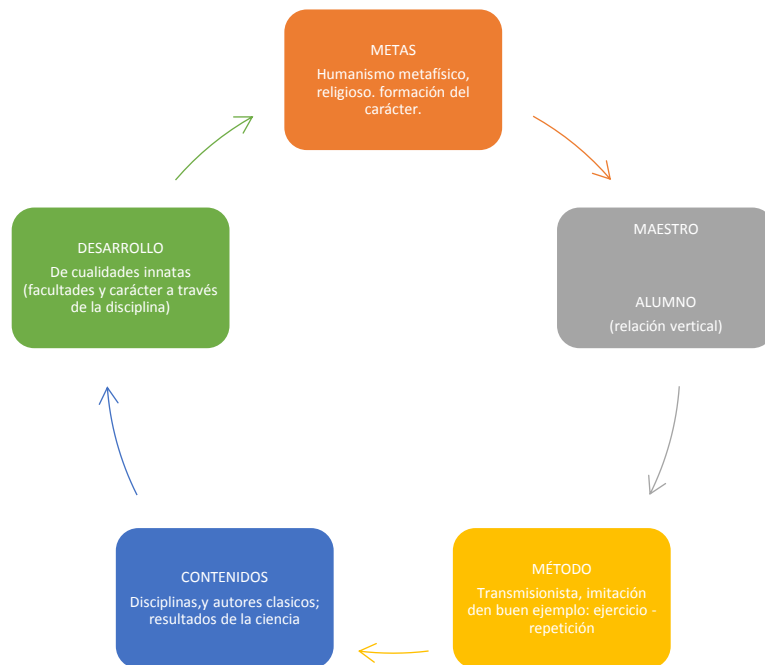 METAS
Humanismo metafísico,
religioso. formación del
carácter.
MAESTRO
ALUMNO
(relación vertical)
MÉTODO
Transmisionista, imitación
den buen ejemplo: ejercicio -
repetición
CONTENIDOS
Disciplinas,y autores clasicos;
resultados de la ciencia
DESARROLLO
De cualidades innatas
(facultades y carácter a través
de la disciplina)